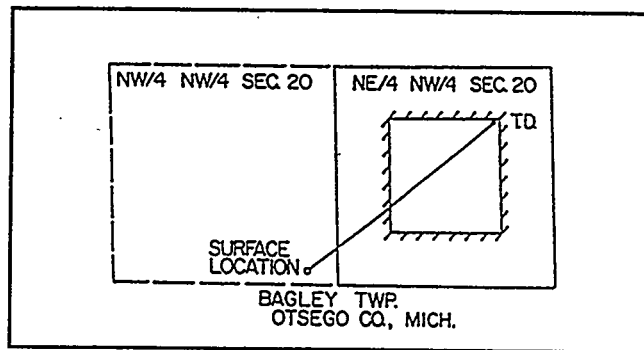 NW/4 NW/4 SEC. 20
NE/4 NW/4 SEC. 20
T.D.
SURFACE
LOCATION
BAGLEY TWP.
OTSEGO CO., MICH.